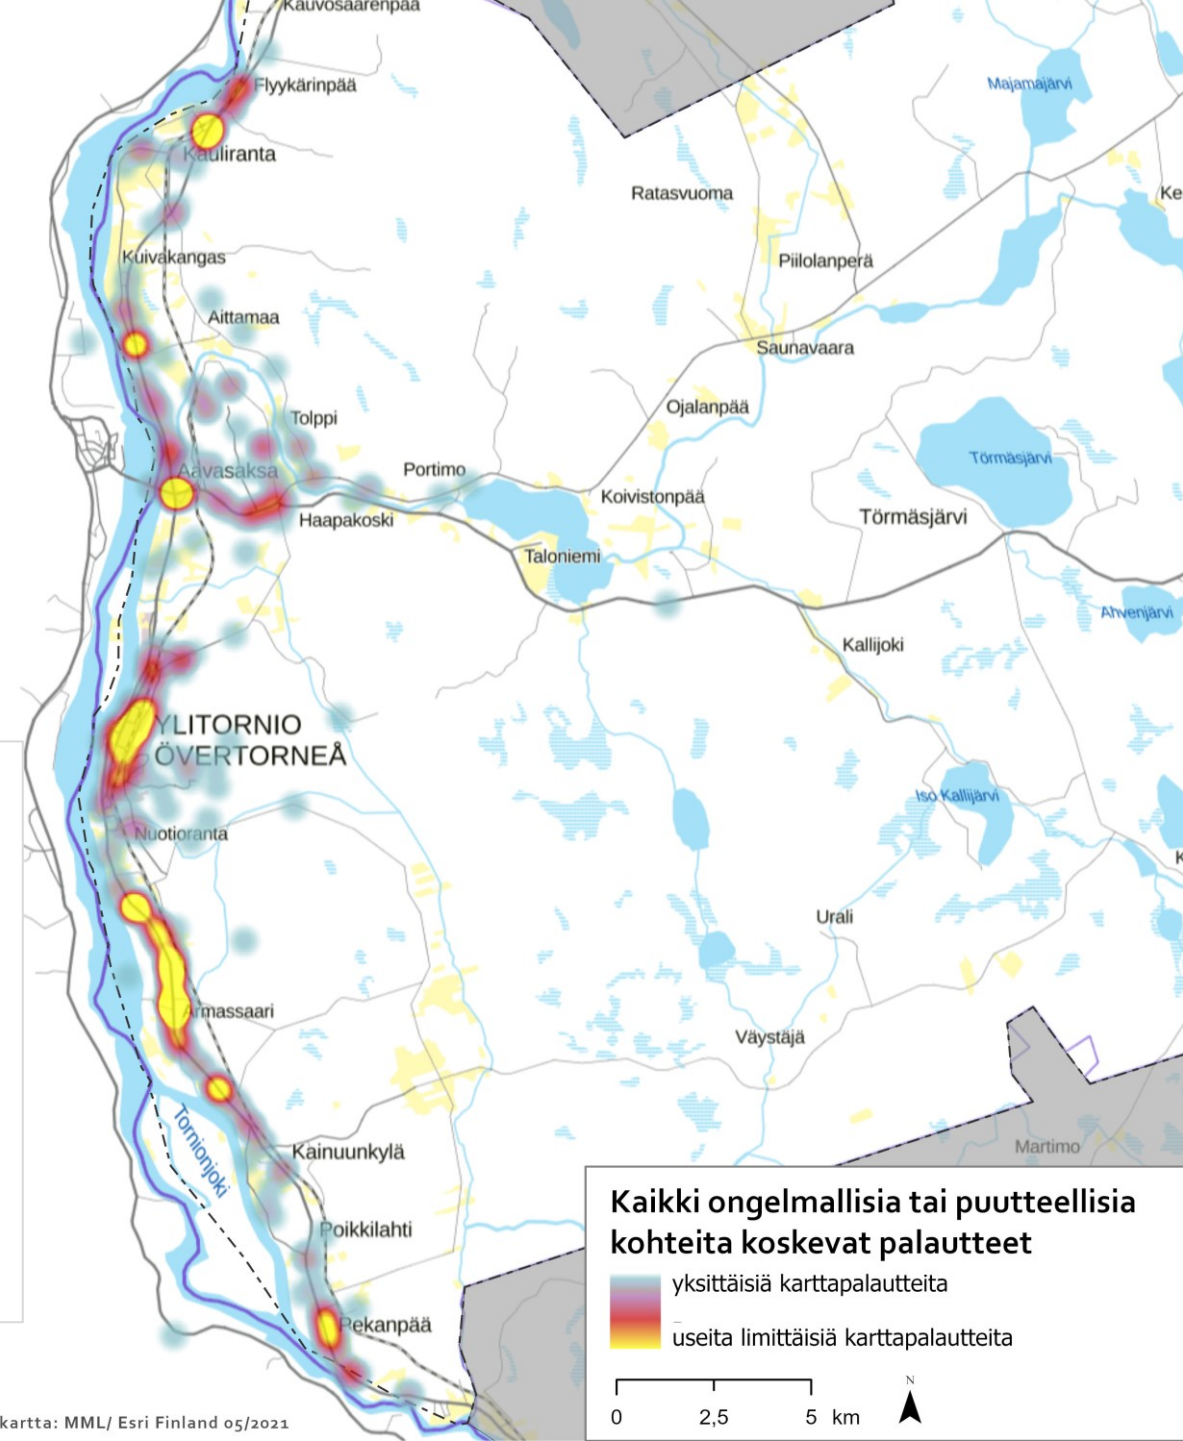 Kauvosaarenpää
Flyykärinpää
Majamajärvi
Kauliranta
Ratasvuoma
Ke
Kuivakangas
Piilolanperä
Aittamaa
Saunavaara
Ojalanpää
Tolppi
Törmäsjärvi
Aavasaksa
Portimo
Koivistonpää
Haapakoski
Törmäsjärvi
Taloniemi
Ahvenjärvi
Kallijoki
YLITORNIO
ÖVERTORNEÅ
Iso Kallijärvi
Nuotioranta
K
Urali
Armassaari
Väystäjä
Tornionjoki
Kainuunkylä
Martimo
Poikkilahti
Pekanpää
Kaikki ongelmallisia tai puutteellisia
kohteita koskevat palautteet
yksittäisiä karttapalautteita
useita limittäisiä karttapalautteita
N
0 2,5 5 km
kartta: MML/ Esri Finland 05/2021